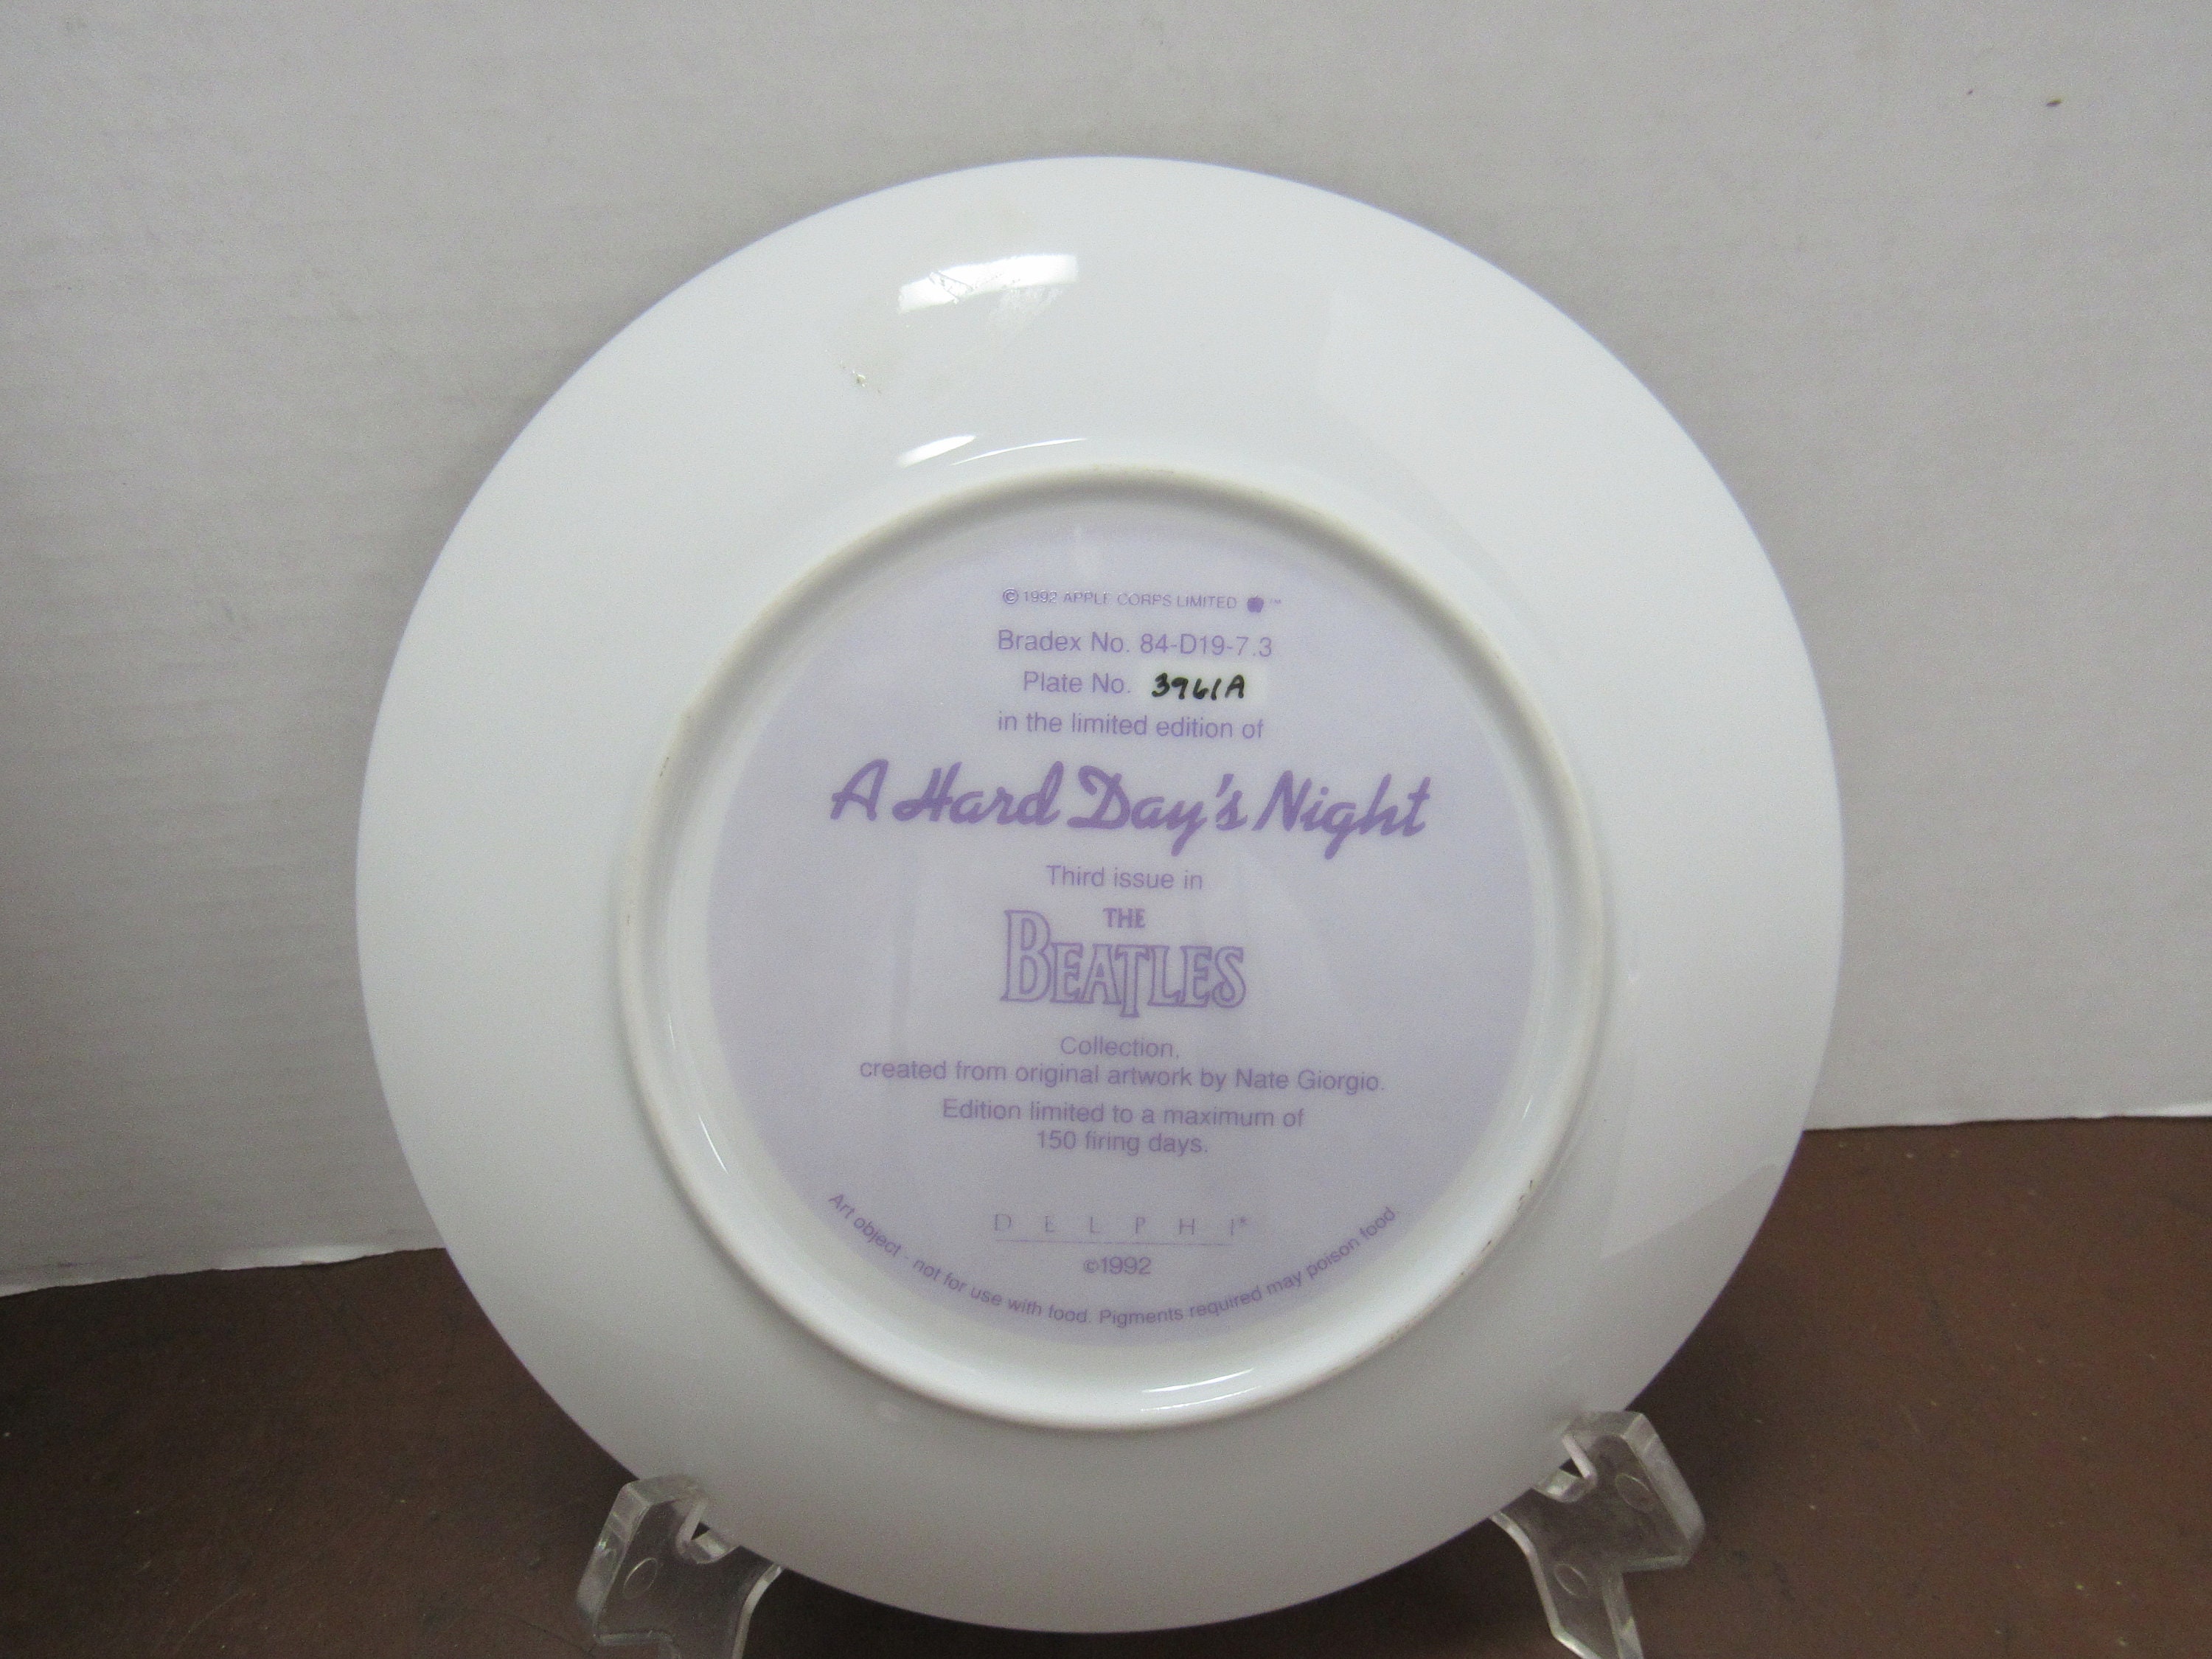 © 1992 APPLE CORPS LIMITED ™
Bradex No. 84-D19-7.3
Plate No. 3961A
in the limited edition of
A Hard Day's Night
Third issue in
THE
BEATLES
Collection,
created from original artwork by Nate Giorgio.
Edition limited to a maximum of
150 firing days.
DELPHI®
©1992
Art object - not for use with food. Pigments required may poison food.